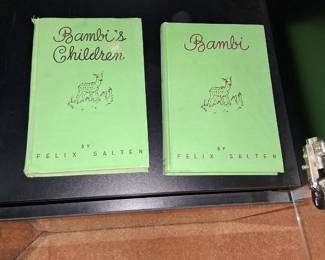 Bambi's
Children
BY
FELIX SALTEN
Bambi
BY
FELIX SALTEN